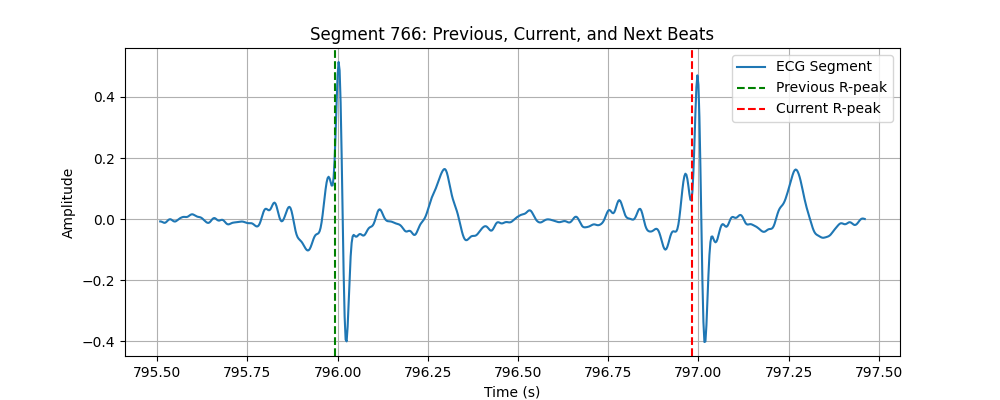 Segment 766: Previous, Current, and Next Beats
ECG Segment
Previous R-peak
Current R-peak
Amplitude
0.4
0.2
0.0
−0.2
−0.4
795.50 795.75 796.00 796.25 796.50 796.75 797.00 797.25 797.50
Time (s)